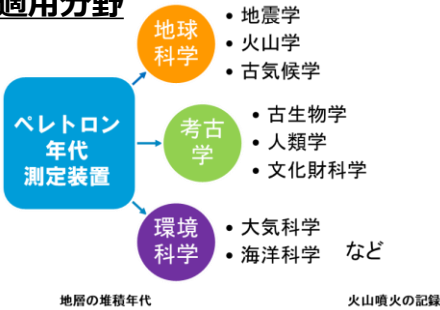 適用分野
ペレトロン
年代
測定装置
地球
科学
• 地震学
• 火山学
• 古気候学
考古
学
• 古生物学
• 人類学
• 文化財科学
環境
科学
• 大気科学
• 海洋科学 など
地層の堆積年代
火山噴火の記録